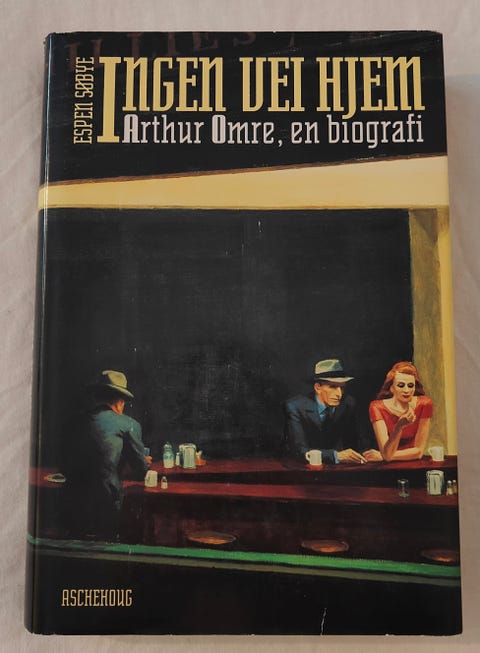 ESPEN SØBYE
INGEN VEI HJEM
Arthur Omre, en biografi
ASCHEHOUG